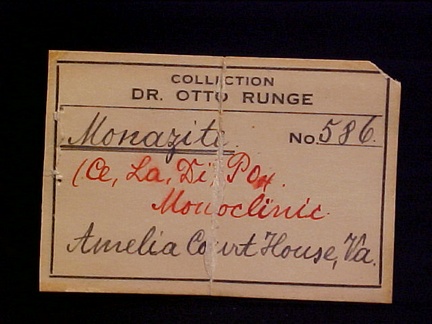 COLLECTION
DR. OTTO RUNGE
Monazite. No. 586.
(Ce, La, Di) PO4.
Monoclinic.
Amelia Court House, Va.